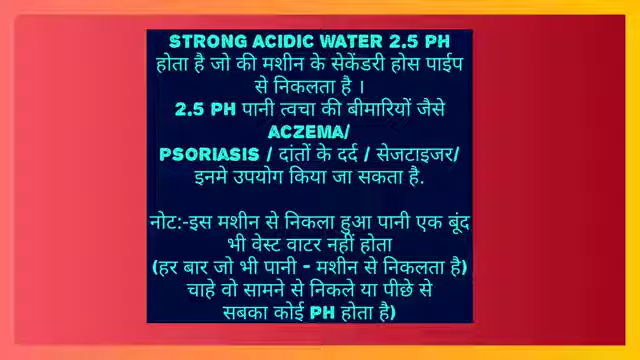 STRONG ACIDIC WATER 2.5 PH
होता है जो की मशीन के सेकेंडरी होस पाईप
से निकलता है ।
2.5 PH पानी त्वचा की बीमारियों जैसे
ACZEMA/
PSORIASIS / दांतों के दर्द / सेजटाइजर/
इनमे उपयोग किया जा सकता है.
नोट:-इस मशीन से निकला हुआ पानी एक बूंद
भी वेस्ट वाटर नहीं होता
(हर बार जो भी पानी - मशीन से निकलता है)
चाहे वो सामने से निकले या पीछे से
सबका कोई PH होता है)